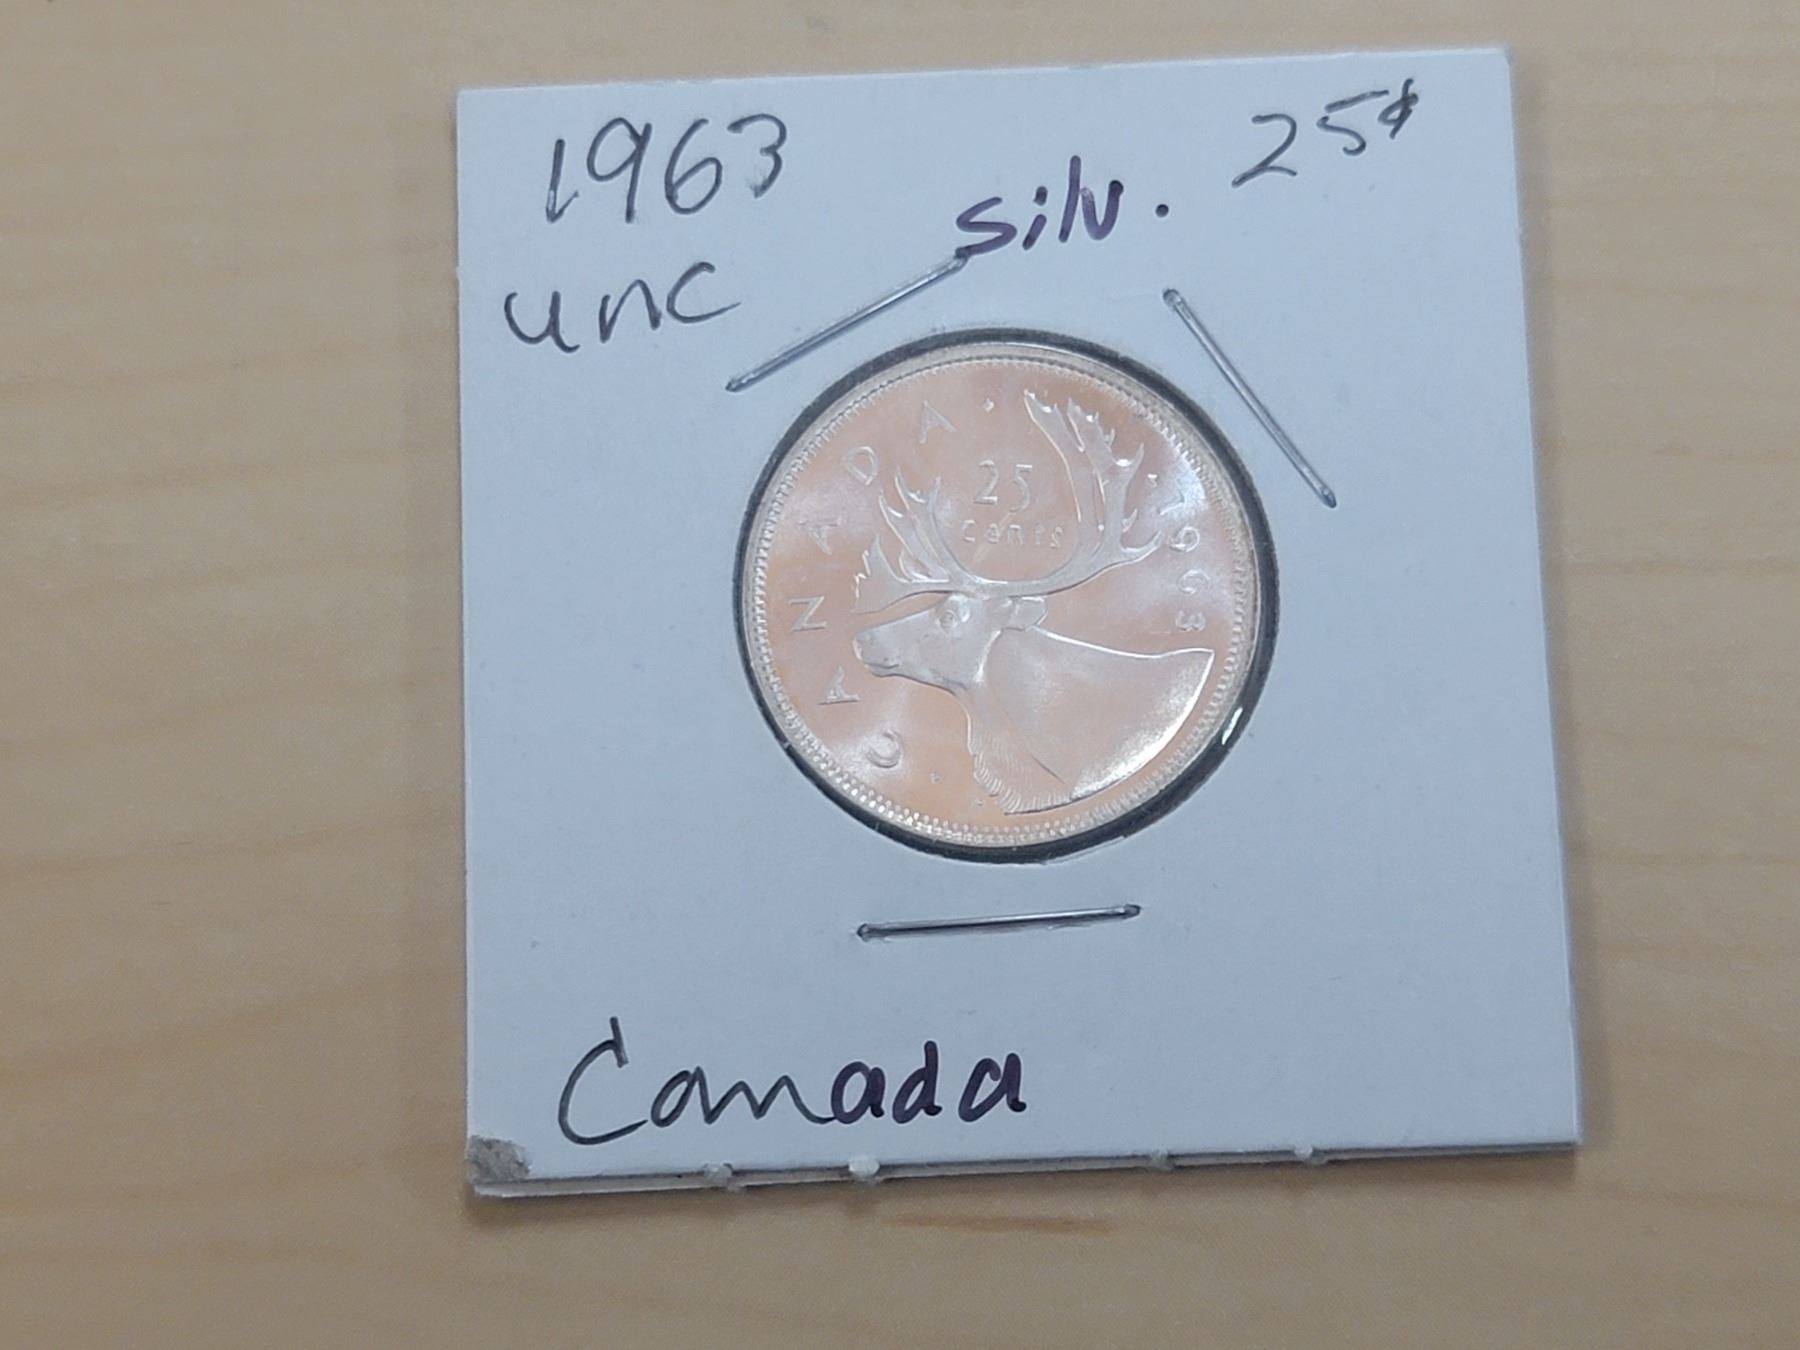 1963
25¢
silv.
unc
CANADA
25
cents
1963
Canada